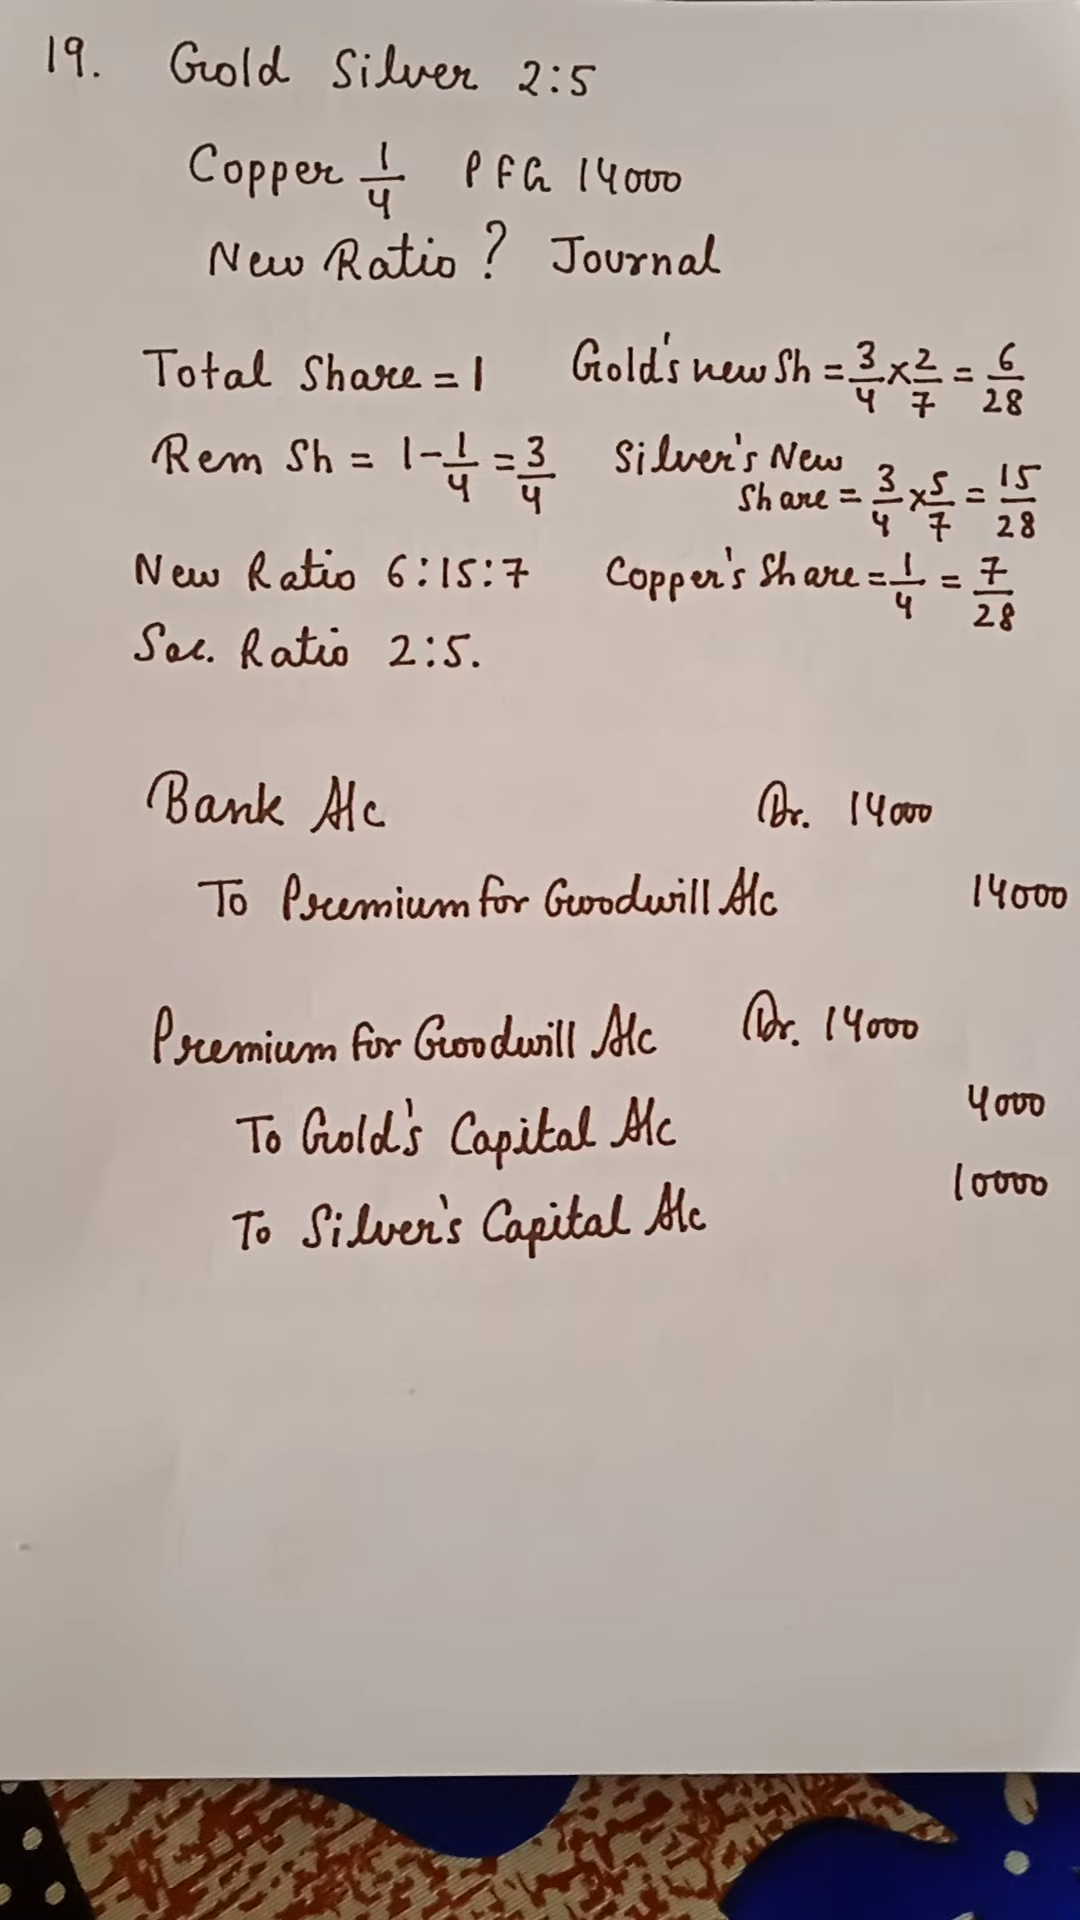 19. Gold Silver 2:5
Copper 1/4 PFG 14000
New Ratio? Journal
Total Share = 1
Gold's new Sh = 3/4 x 2/7 = 6/28
Rem Sh = 1 - 1/4 = 3/4
Silver's New
Share = 3/4 x 5/7 = 15/28
New Ratio 6:15:7
Copper's Share = 1/4 = 7/28
Sac. Ratio 2:5.
Bank A/c Dr. 14000
To Premium for Goodwill A/c 14000
Premium for Goodwill A/c Dr. 14000
To Gold's Capital A/c 4000
To Silver's Capital A/c 10000